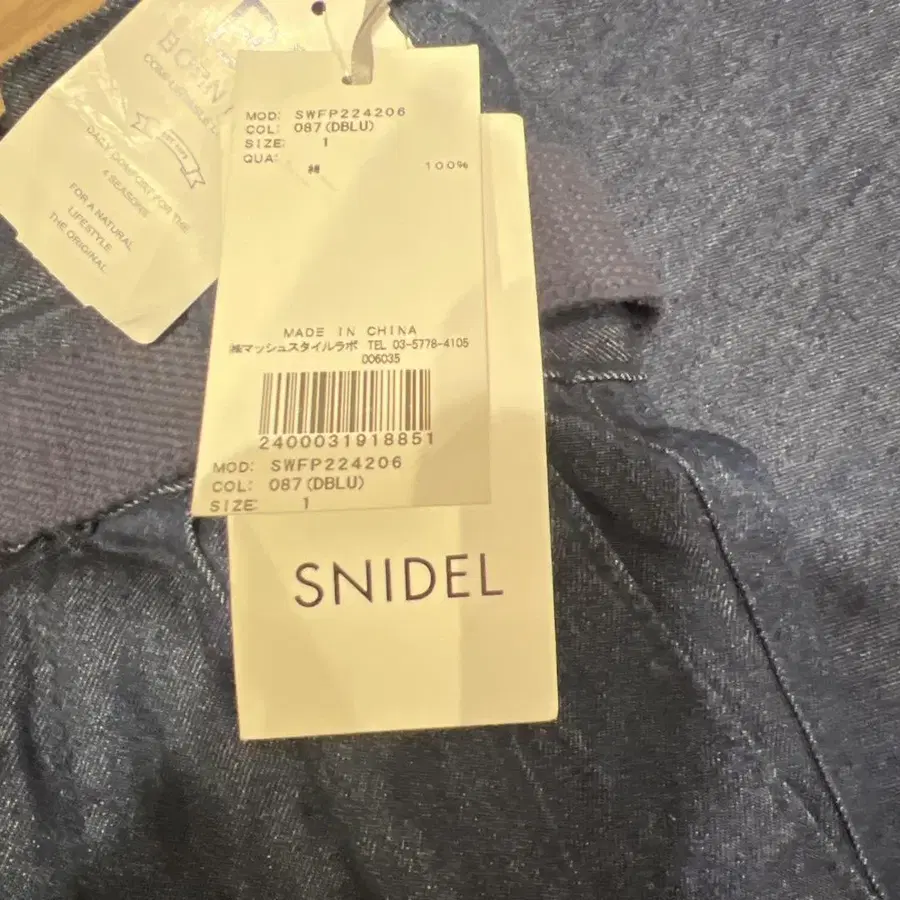 DAILY COMFORT FOR THE
4 SEASONS
FOR A NATURAL
LIFESTYLE
THE ORIGINAL
MOD: SWFP224206
COL: 087(DBLU)
SIZE: 1
QUA: 綿 100%
MADE IN CHINA
㈱マッシュスタイルラボ TEL 03-5778-4105
006035
2400031918851
MOD: SWFP224206
COL: 087(DBLU)
SIZE: 1
SNIDEL